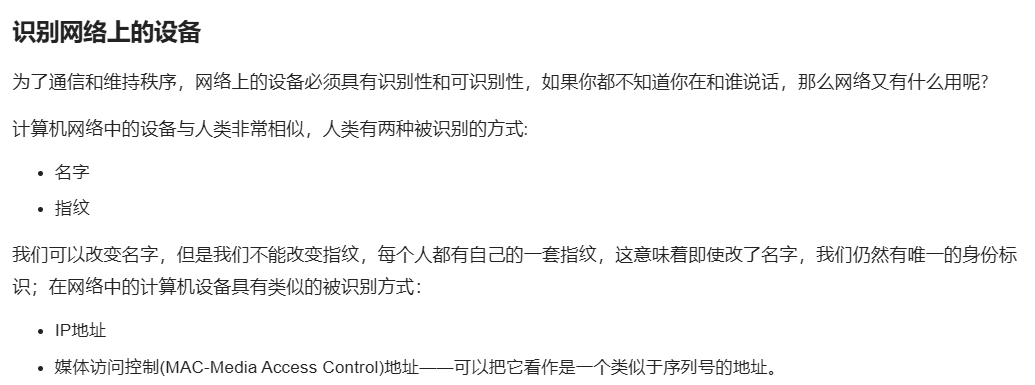 识别网络上的设备
为了通信和维持秩序，网络上的设备必须具有识别性和可识别性，如果你都不知道你在和谁说话，那么网络又有什么用呢?
计算机网络中的设备与人类非常相似，人类有两种被识别的方式:
• 名字
• 指纹
我们可以改变名字，但是我们不能改变指纹，每个人都有自己的一套指纹，这意味着即使改了名字，我们仍然有唯一的身份标
识；在网络中的计算机设备具有类似的被识别方式：
• IP地址
• 媒体访问控制(MAC-Media Access Control)地址——可以把它看作是一个类似于序列号的地址。